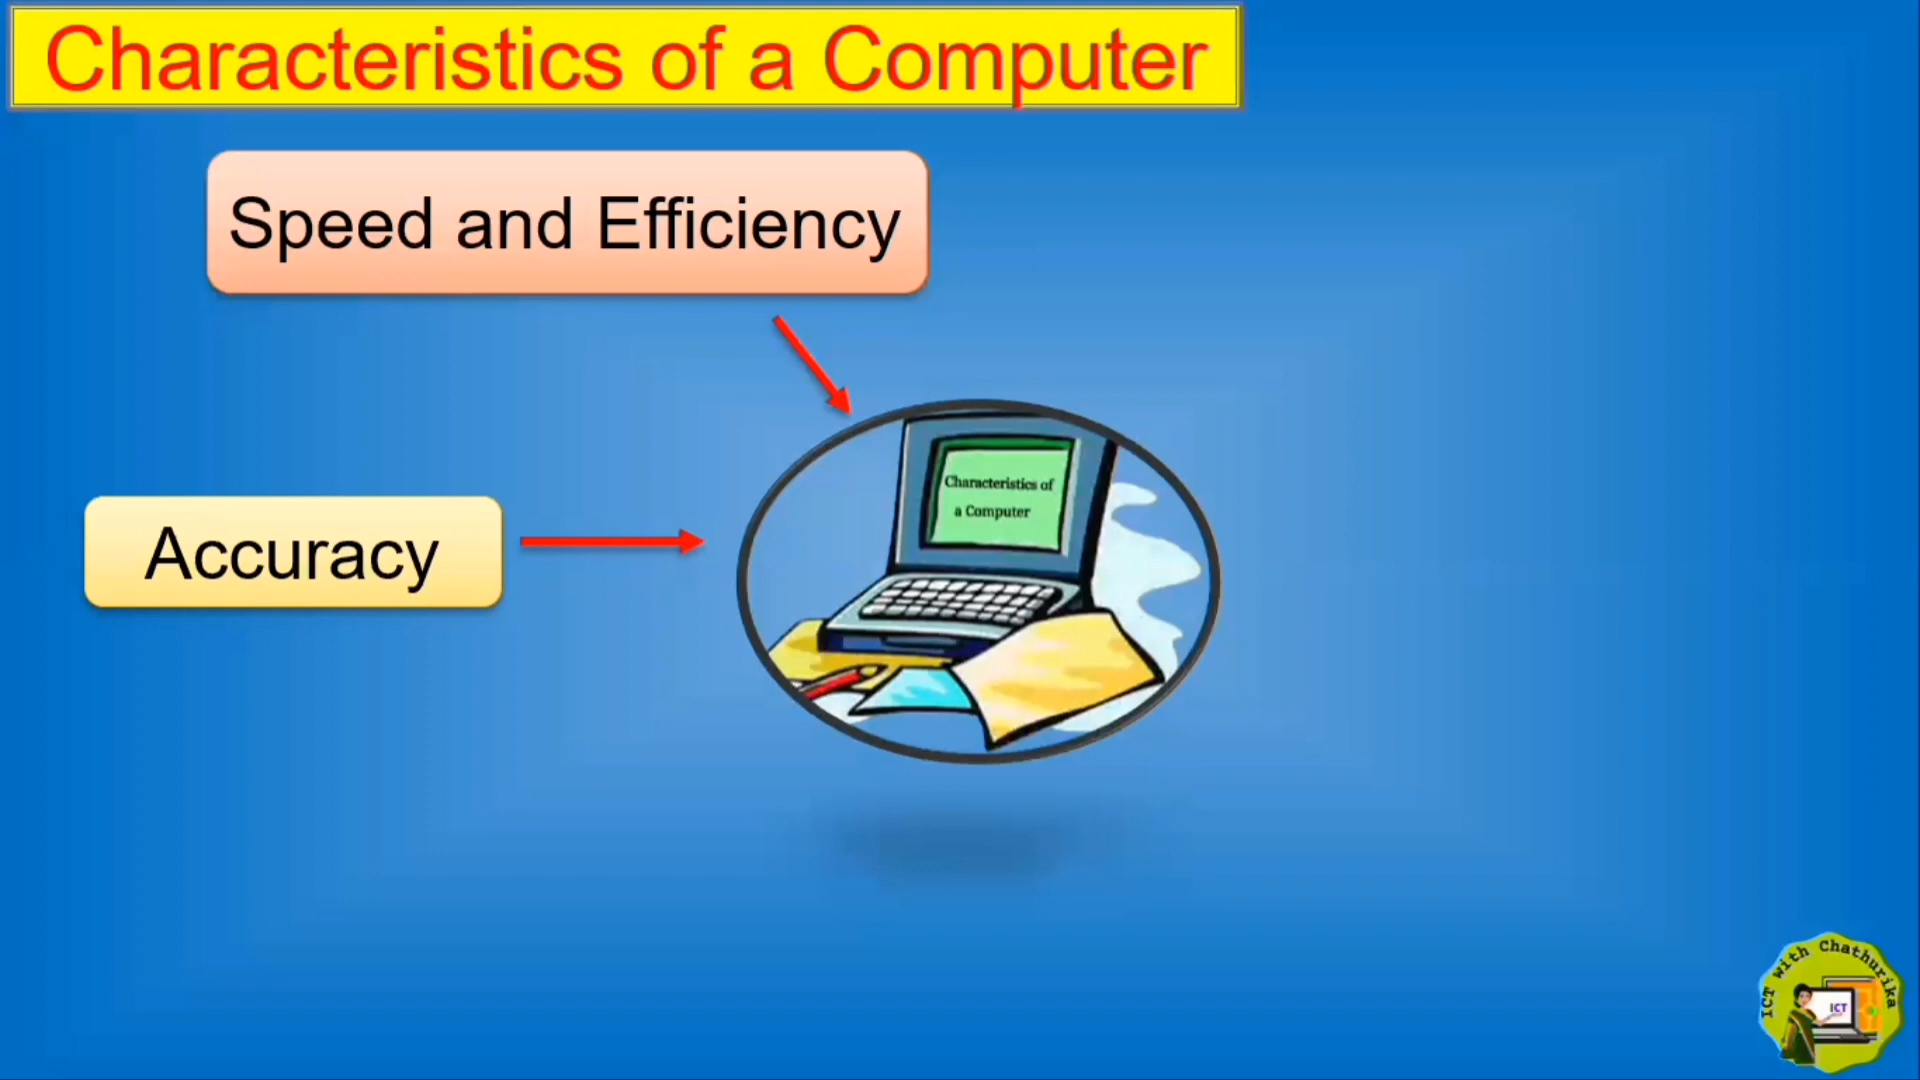 Characteristics of a Computer
Speed and Efficiency
Characteristics of
a Computer
Accuracy
ICT with Chathurika
ICT